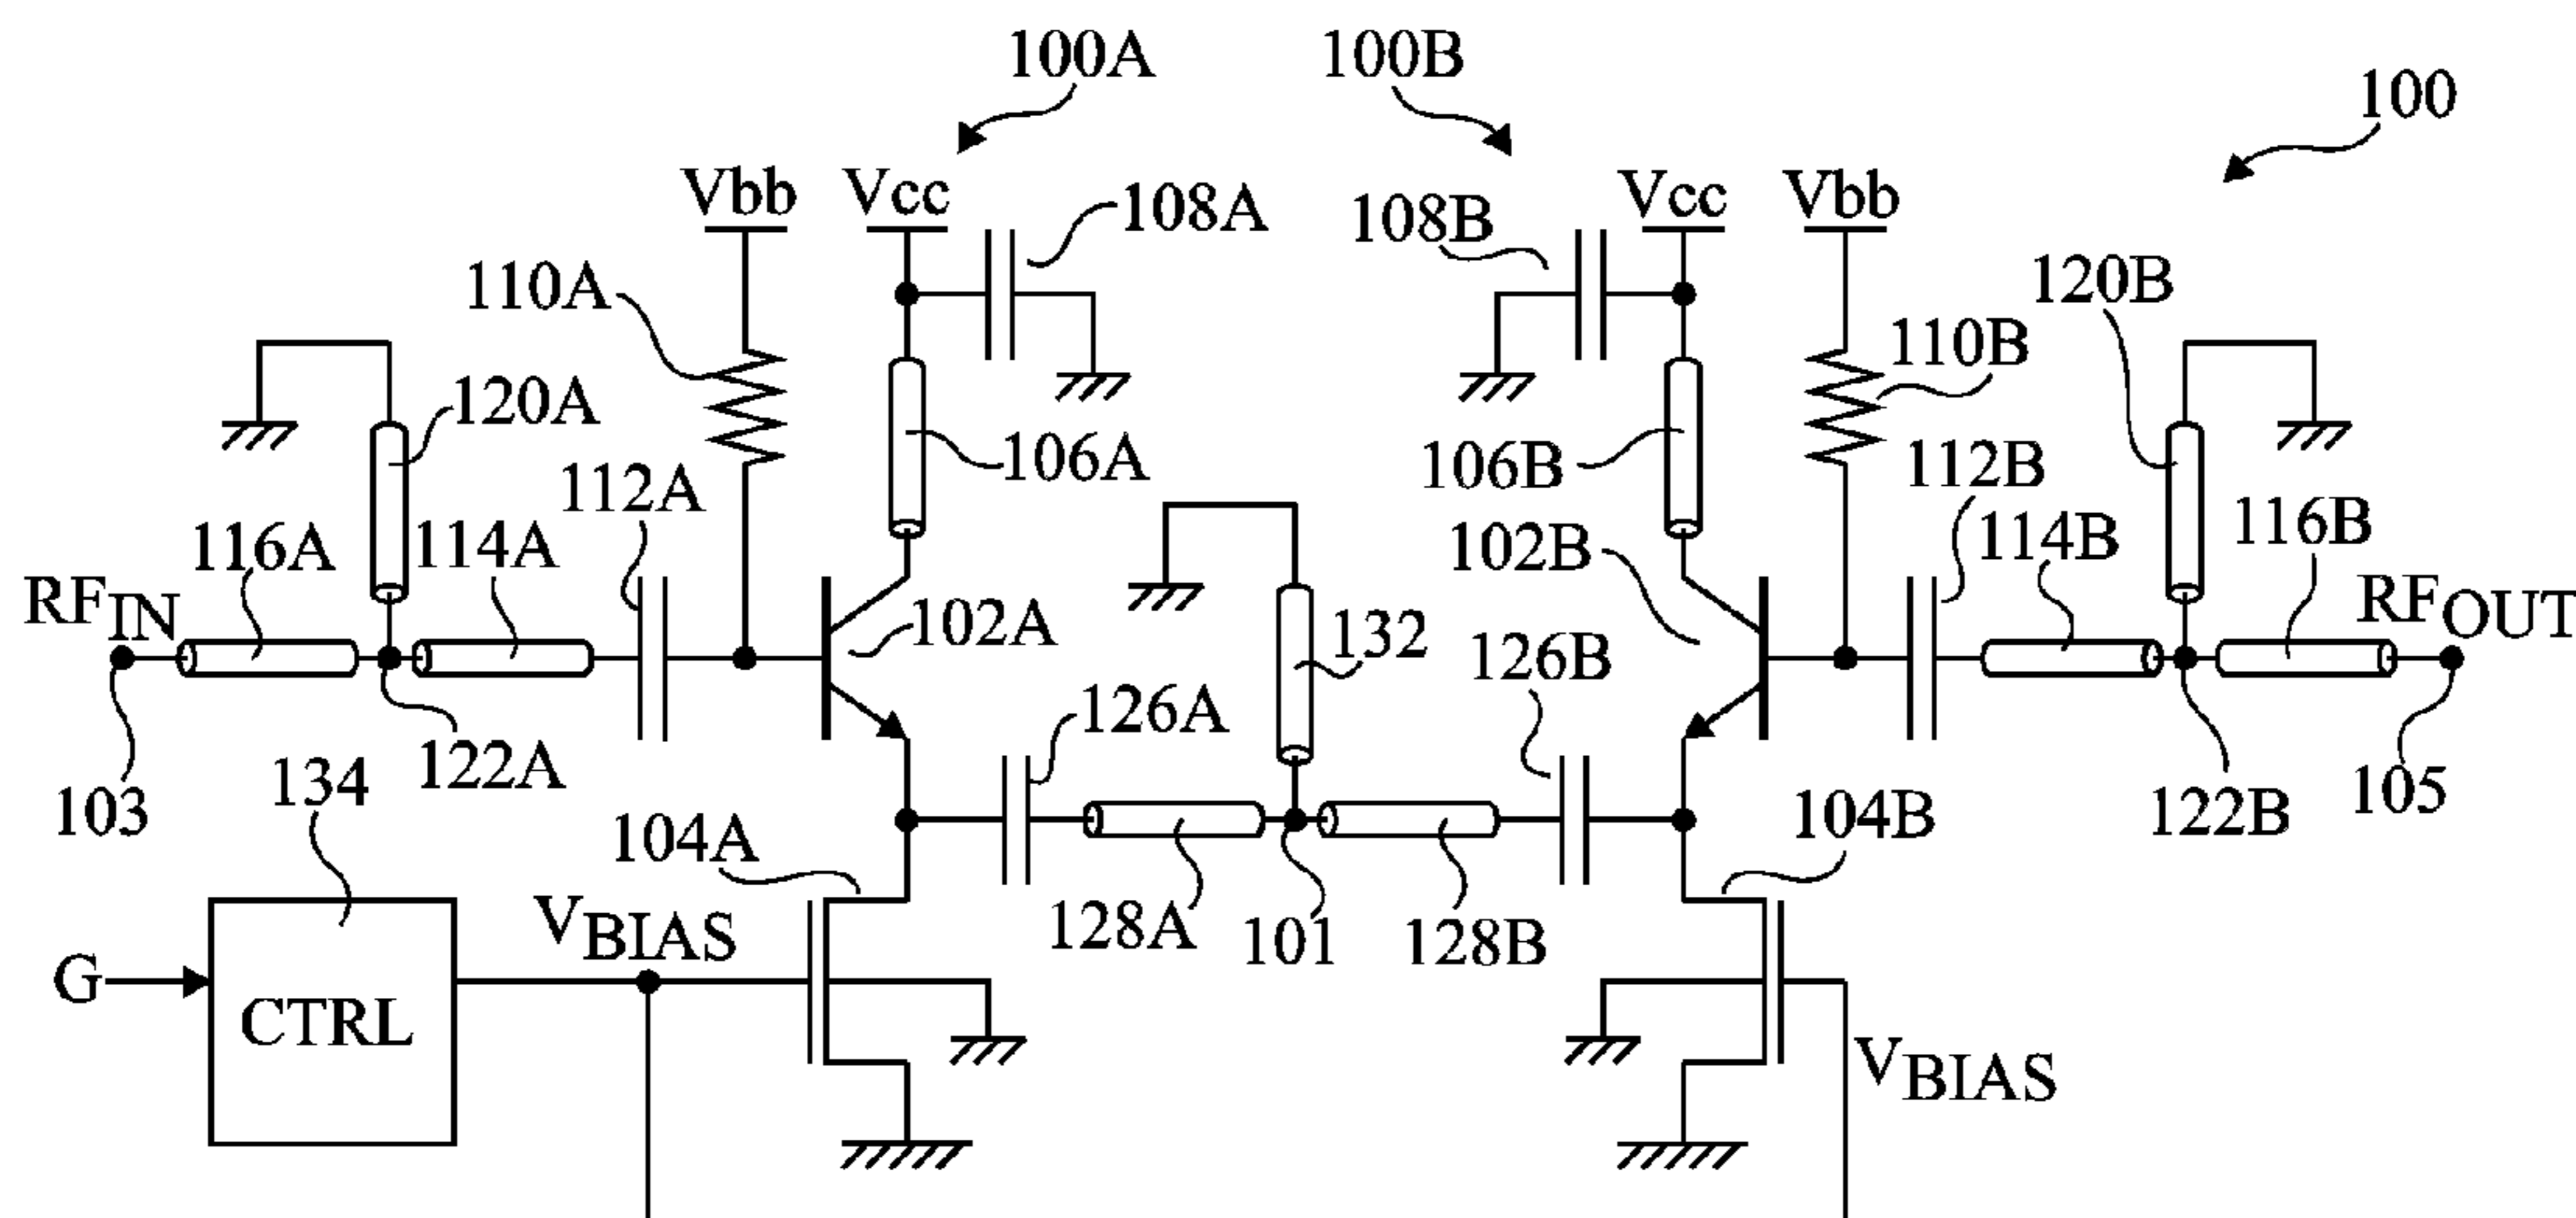 100A
100B
100
Vbb
Vcc
108A
108B
Vcc
Vbb
110A
120B
110B
120A
106A
106B
112B
112A
116A
114A
102B
114B
116B
RFIN
102A
132
126B
RFOUT
126A
122A
134
103
104A
104B
122B
105
VBIAS
128A
101
128B
G
CTRL
VBIAS